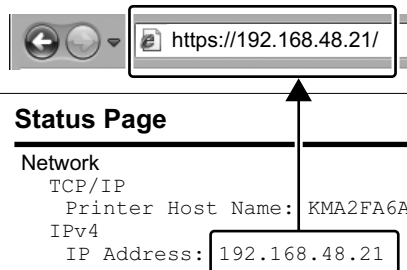 https://192.168.48.21/
Status Page
Network
TCP/IP
Printer Host Name: KMA2FA6A
IPv4
IP Address: 192.168.48.21